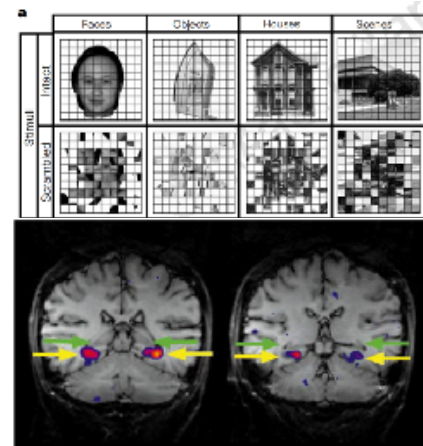 a
Faces Objects Houses Scenes
Stimuli
Intact
Scrambled